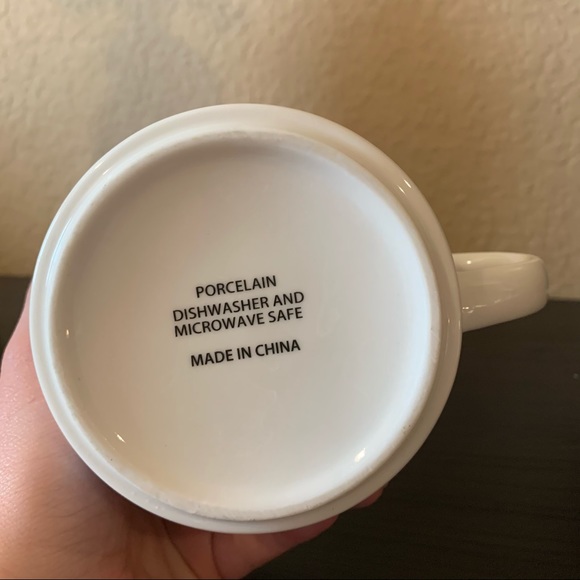 PORCELAIN
DISHWASHER AND
MICROWAVE SAFE
MADE IN CHINA